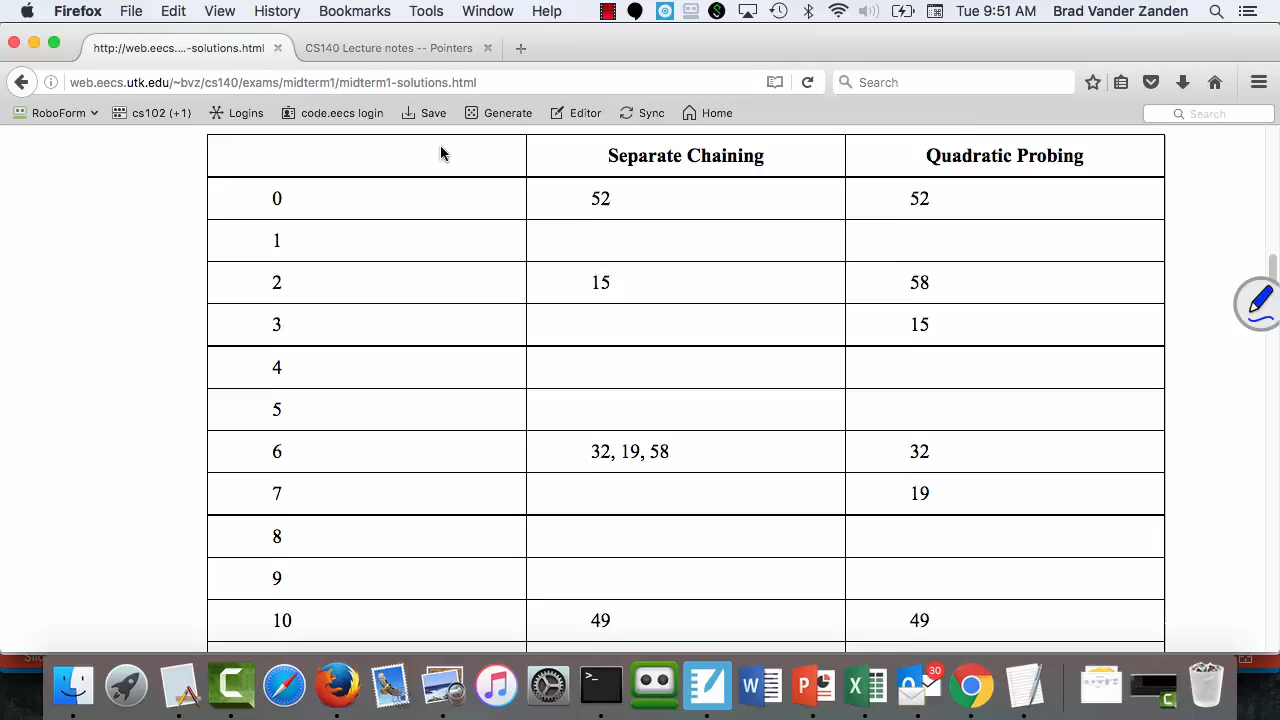 Firefox File Edit View History Bookmarks Tools Window Help Tue 9:51 AM Brad Vander Zanden
http://web.eecs....-solutions.html CS140 Lecture notes -- Pointers
web.eecs.utk.edu/~bvz/cs140/exams/midterm1/midterm1-solutions.html Search
RoboForm cs102 (+1) Logins code.eecs login Save Generate Editor Sync Home Search
Separate Chaining Quadratic Probing
0 52 52
1
2 15 58
3 15
4
5
6 32, 19, 58 32
7 19
8
9
10 49 49
30